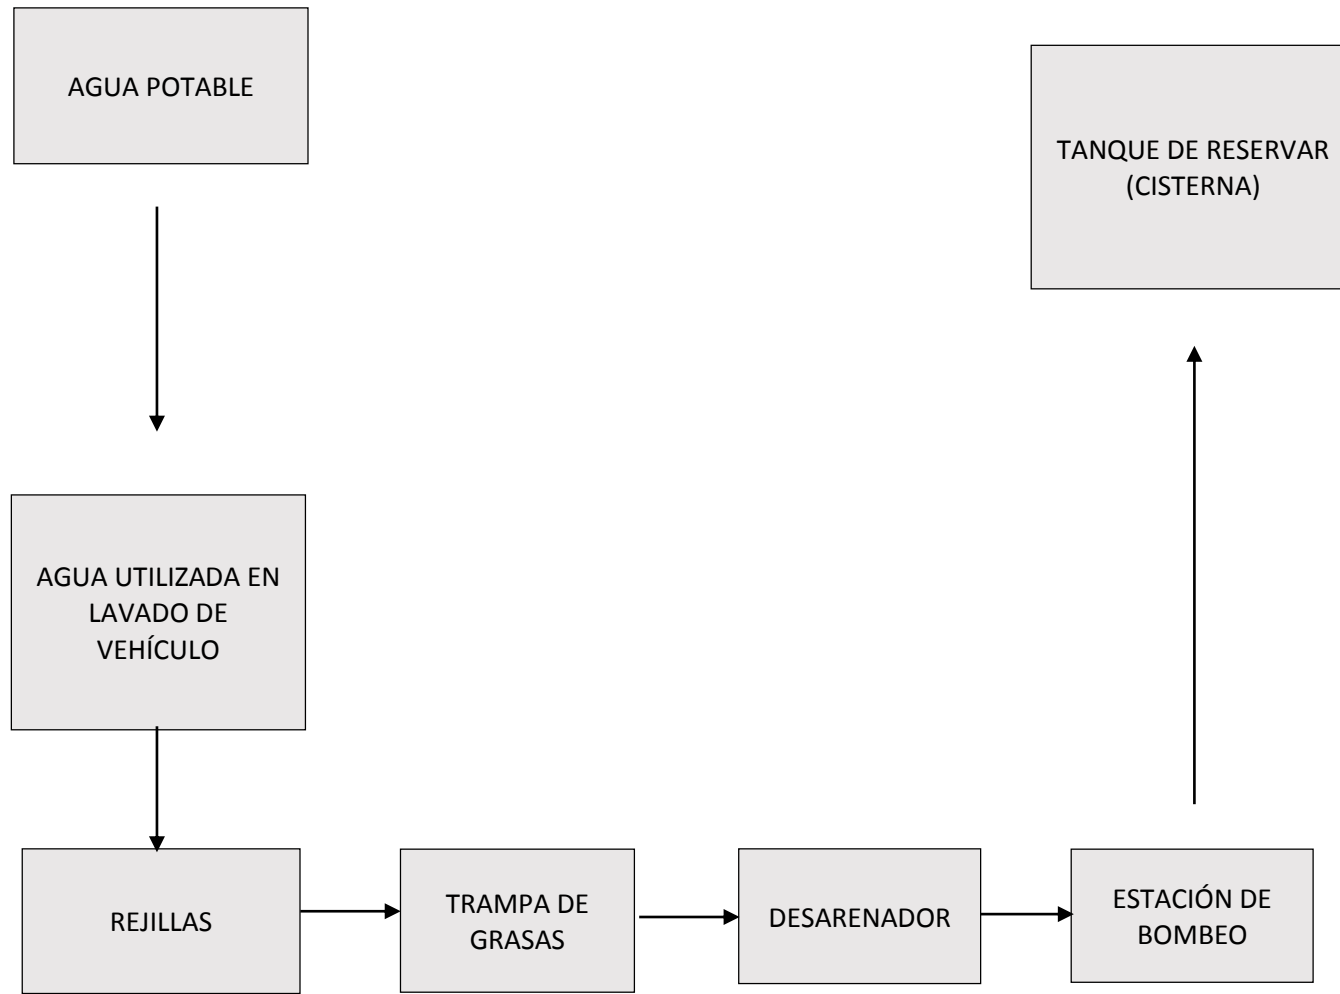 AGUA POTABLE
TANQUE DE RESERVAR
(CISTERNA)
AGUA UTILIZADA EN
LAVADO DE
VEHÍCULO
REJILLAS
TRAMPA DE
GRASAS
DESARENADOR
ESTACIÓN DE
BOMBEO